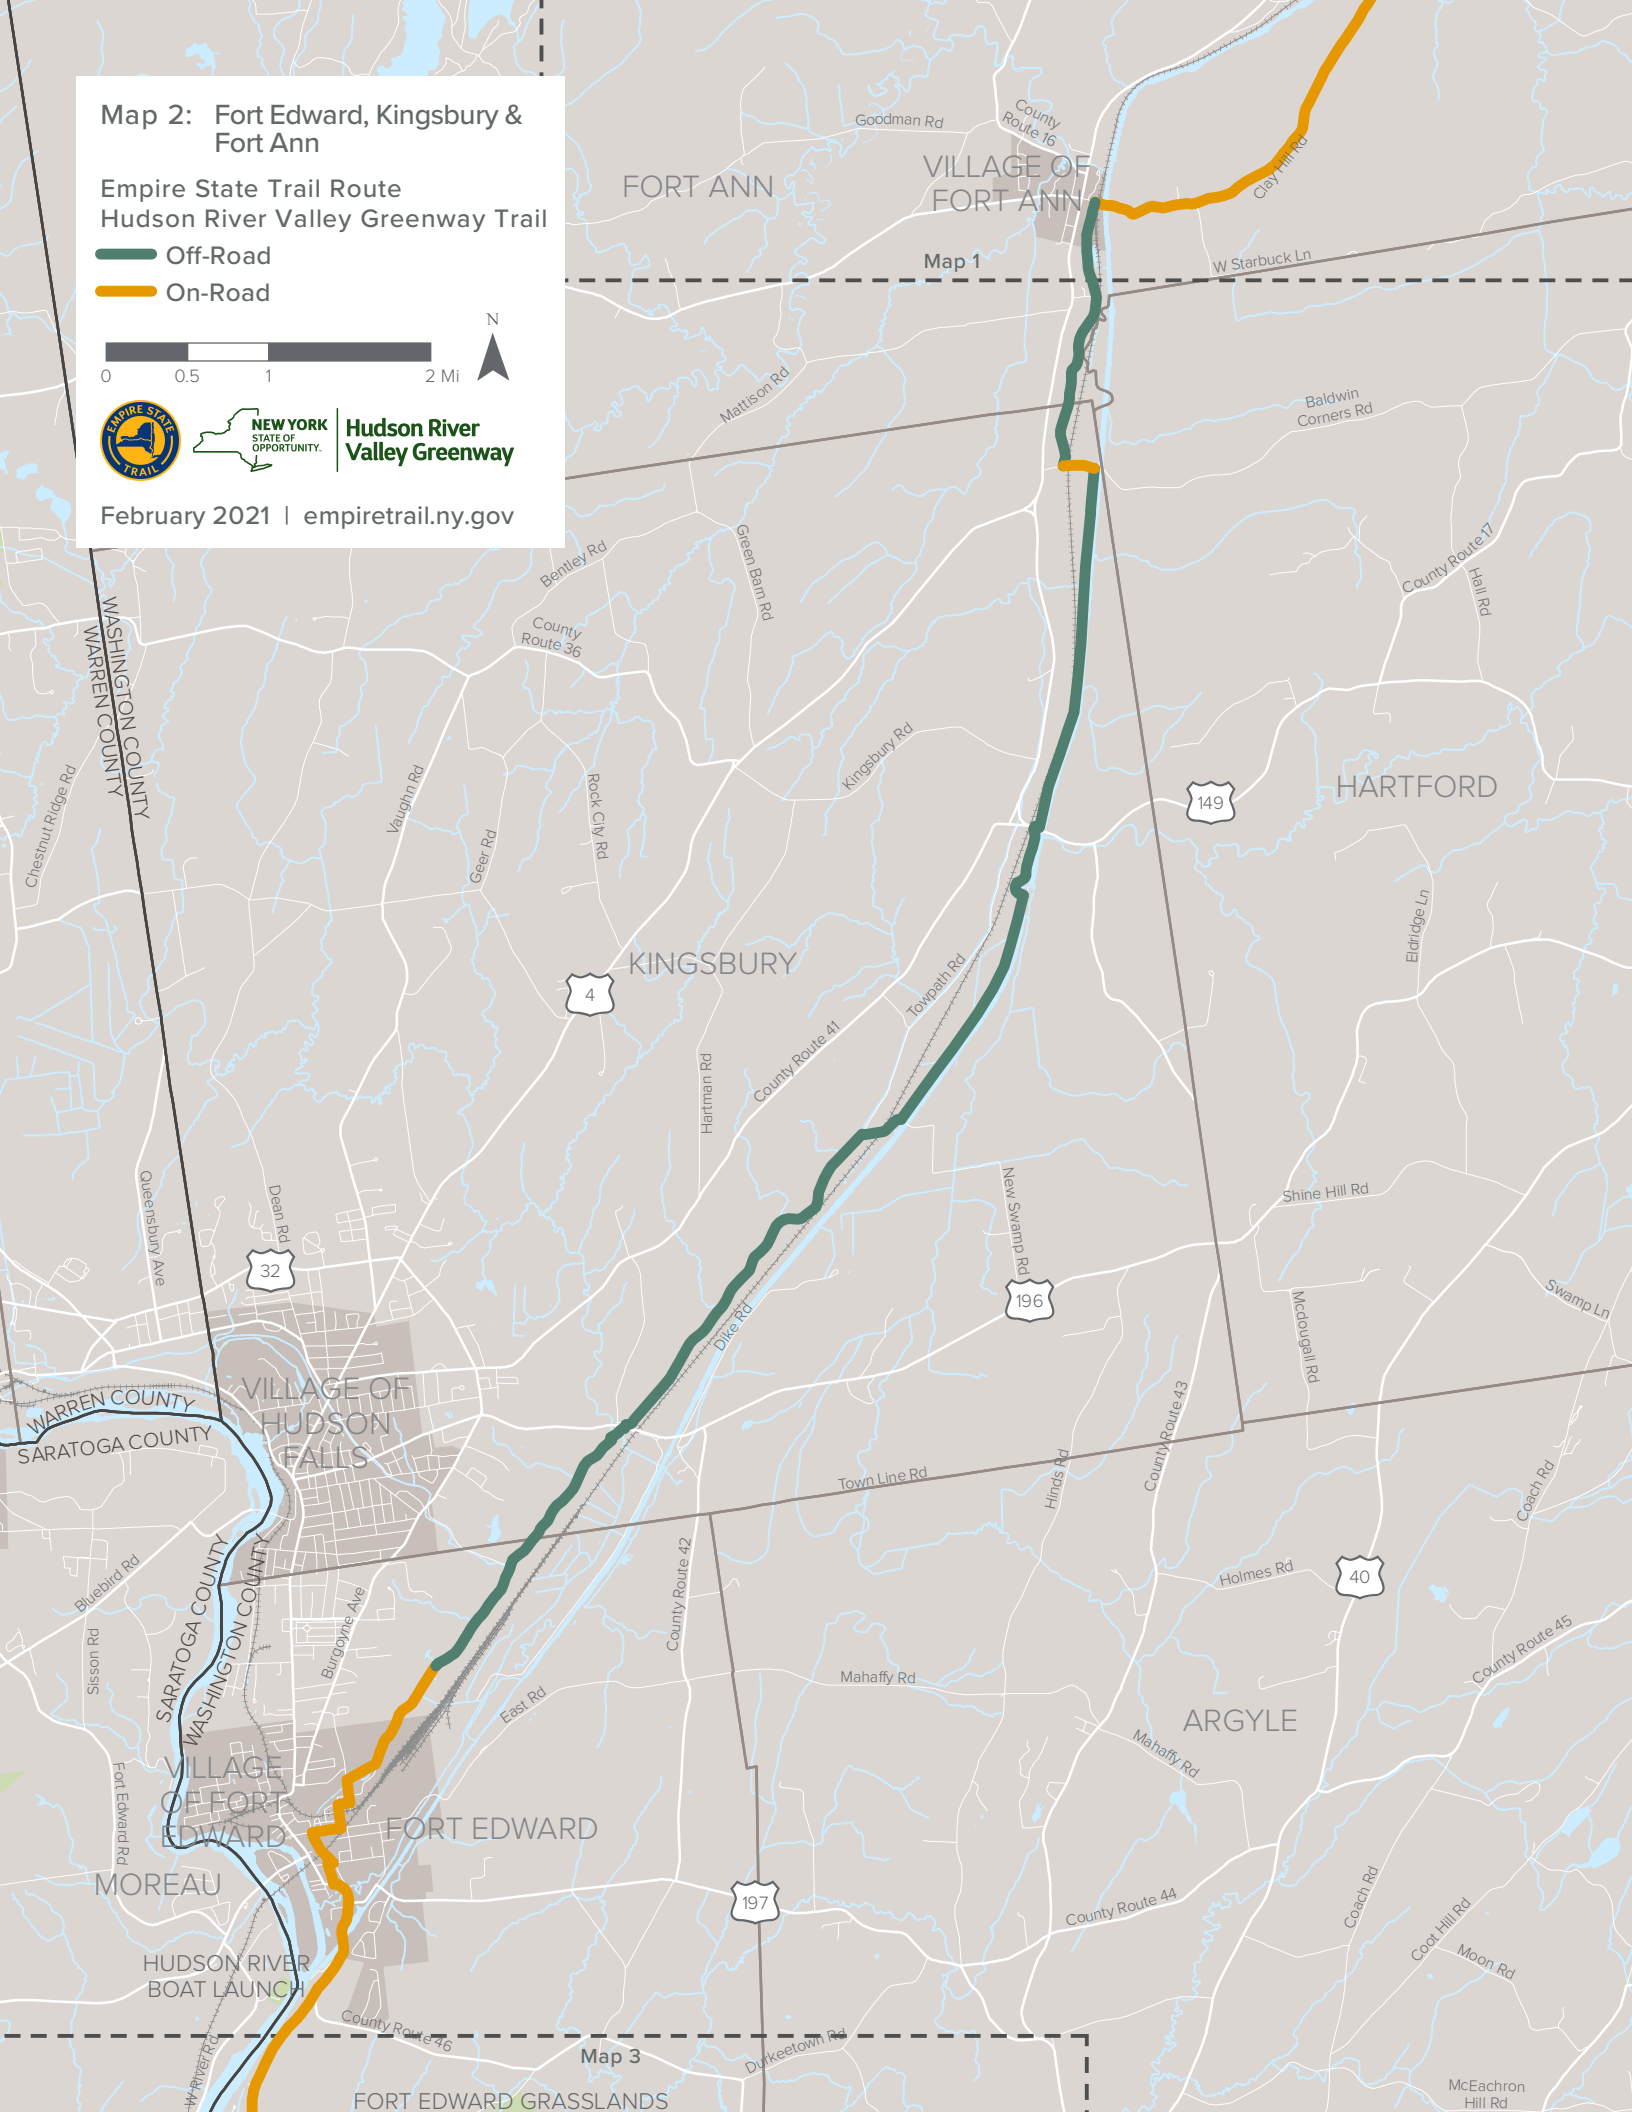 Map 2: Fort Edward, Kingsbury &
Fort Ann
Empire State Trail Route
Hudson River Valley Greenway Trail
Off-Road
On-Road
N
0 0.5 1 2 Mi
EMPIRE STATE
TRAIL
NEW YORK
STATE OF
OPPORTUNITY.
Hudson River
Valley Greenway
February 2021 | empiretrail.ny.gov
Goodman Rd
County
Route 16
VILLAGE OF
FORT ANN
FORT ANN
Clay Hill Rd
Map 1
W Starbuck Ln
Mattison Rd
Baldwin
Corners Rd
Bentley Rd
Green Barn Rd
County Route 17
Hall Rd
County
Route 36
WASHINGTON COUNTY
WARREN COUNTY
Chestnut Ridge Rd
Vaughn Rd
Geer Rd
Rock City Rd
Kingsbury Rd
149
HARTFORD
Eldridge Ln
KINGSBURY
4
Towpath Rd
County Route 41
Hartman Rd
Queensbury Ave
Dean Rd
32
New Swamp Rd
196
Shine Hill Rd
Mcdougall Rd
Swamp Ln
Dike Rd
VILLAGE OF
HUDSON
FALLS
WARREN COUNTY
SARATOGA COUNTY
County Route 43
Hinds Rd
Town Line Rd
Coach Rd
SARATOGA COUNTY
WASHINGTON COUNTY
Bluebird Rd
Sisson Rd
Burgoyne Ave
County Route 42
Holmes Rd
40
County Route 45
East Rd
Mahaffy Rd
ARGYLE
Mahaffy Rd
VILLAGE
OF FORT
EDWARD
Fort Edward Rd
FORT EDWARD
MOREAU
197
County Route 44
Coach Rd
Coot Hill Rd
Moon Rd
HUDSON RIVER
BOAT LAUNCH
County Route 46
W River Rd
Map 3
Durkeetown Rd
FORT EDWARD GRASSLANDS
McEachron
Hill Rd